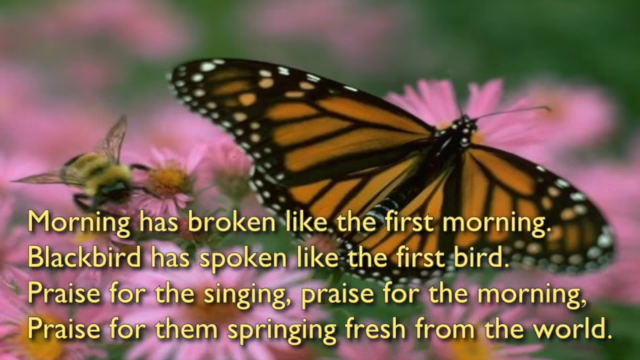 Morning has broken like the first morning.
Blackbird has spoken like the first bird.
Praise for the singing, praise for the morning,
Praise for them springing fresh from the world.